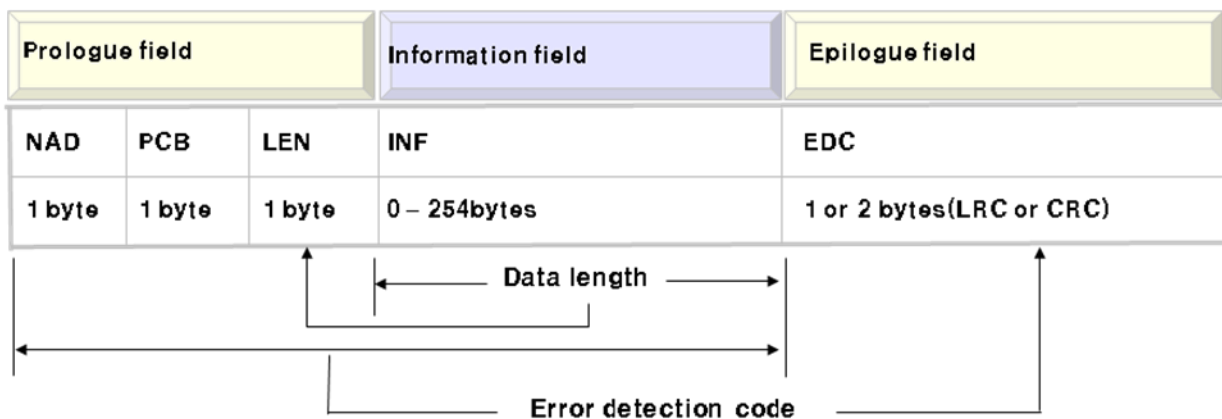 Prologue field Information field Epilogue field
NAD PCB LEN INF EDC
1 byte 1 byte 1 byte 0 – 254bytes 1 or 2 bytes(LRC or CRC)
Data length
Error detection code